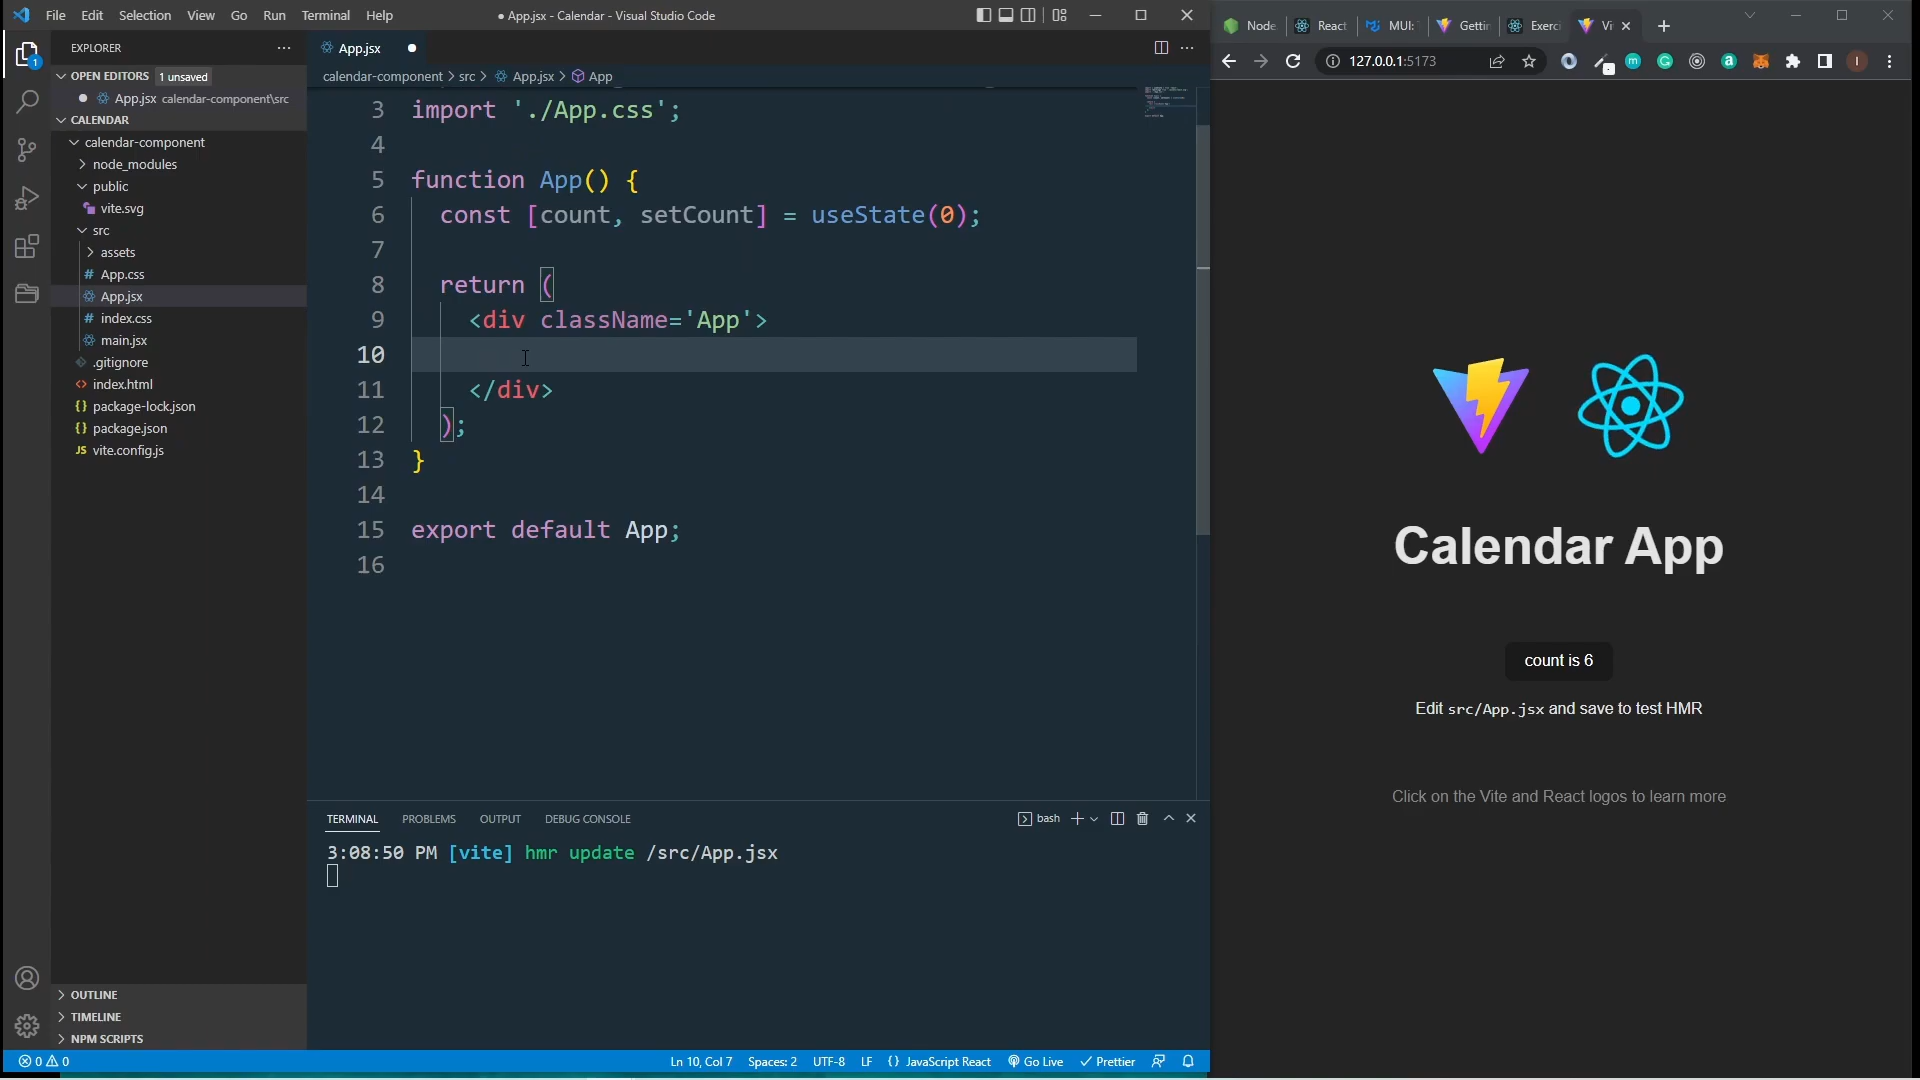 File Edit Selection View Go Run Terminal Help
● App.jsx - Calendar - Visual Studio Code
EXPLORER
OPEN EDITORS 1 unsaved
App.jsx calendar-component\src
CALENDAR
calendar-component
node_modules
public
vite.svg
src
assets
# App.css
App.jsx
# index.css
main.jsx
.gitignore
<> index.html
{} package-lock.json
{} package.json
JS vite.config.js
OUTLINE
TIMELINE
NPM SCRIPTS
App.jsx
calendar-component > src > App.jsx > App
3 import './App.css';
4
5 function App() {
6 const [count, setCount] = useState(0);
7
8 return (
9 <div className='App'>
10
11 </div>
12 );
13 }
14
15 export default App;
16
TERMINAL PROBLEMS OUTPUT DEBUG CONSOLE
bash
3:08:50 PM [vite] hmr update /src/App.jsx
0 0
Ln 10, Col 7 Spaces: 2 UTF-8 LF {} JavaScript React Go Live Prettier
Node React MUI: Gettin Exerci Vi
127.0.0.1:5173
Calendar App
count is 6
Edit src/App.jsx and save to test HMR
Click on the Vite and React logos to learn more